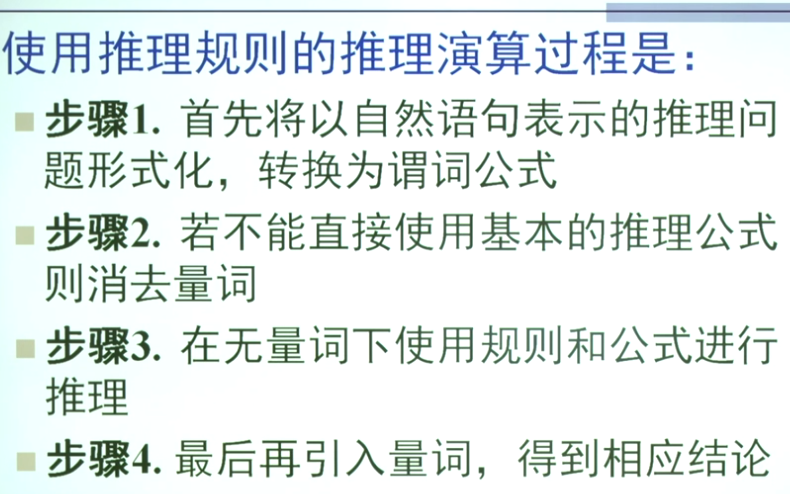 使用推理规则的推理演算过程是：
步骤1. 首先将以自然语句表示的推理问
题形式化，转换为谓词公式
步骤2. 若不能直接使用基本的推理公式
则消去量词
步骤3. 在无量词下使用规则和公式进行
推理
步骤4. 最后再引入量词，得到相应结论